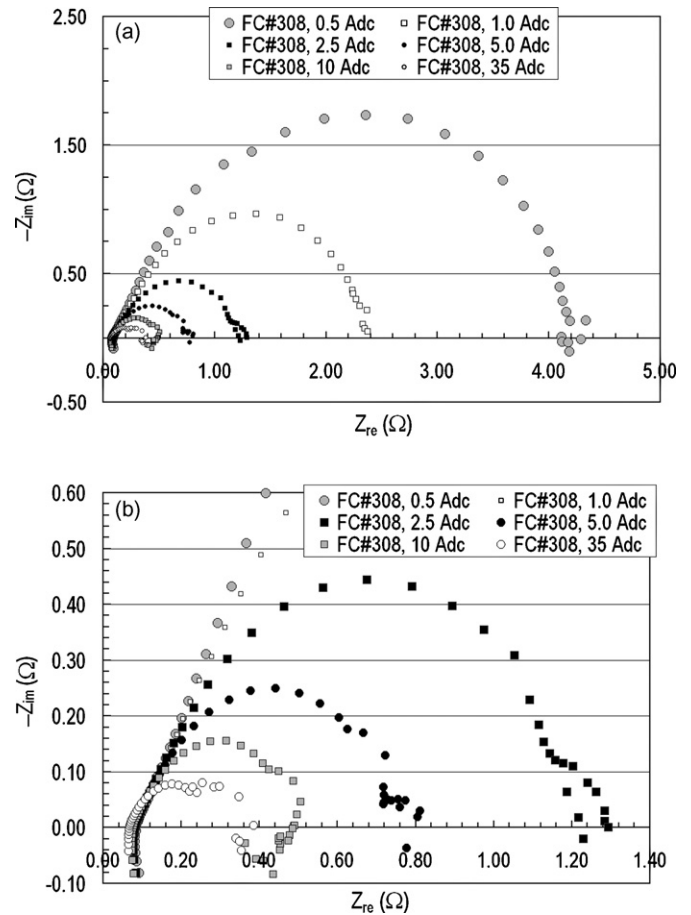 (a)
FC#308, 0.5 Adc
FC#308, 1.0 Adc
FC#308, 2.5 Adc
FC#308, 5.0 Adc
FC#308, 10 Adc
FC#308, 35 Adc
2.50
1.50
0.50
-0.50
–Zim (Ω)
0.00 1.00 2.00 3.00 4.00 5.00
Zre (Ω)
(b)
FC#308, 0.5 Adc
FC#308, 1.0 Adc
FC#308, 2.5 Adc
FC#308, 5.0 Adc
FC#308, 10 Adc
FC#308, 35 Adc
0.60
0.50
0.40
0.30
0.20
0.10
0.00
-0.10
–Zim (Ω)
0.00 0.20 0.40 0.60 0.80 1.00 1.20 1.40
Zre (Ω)